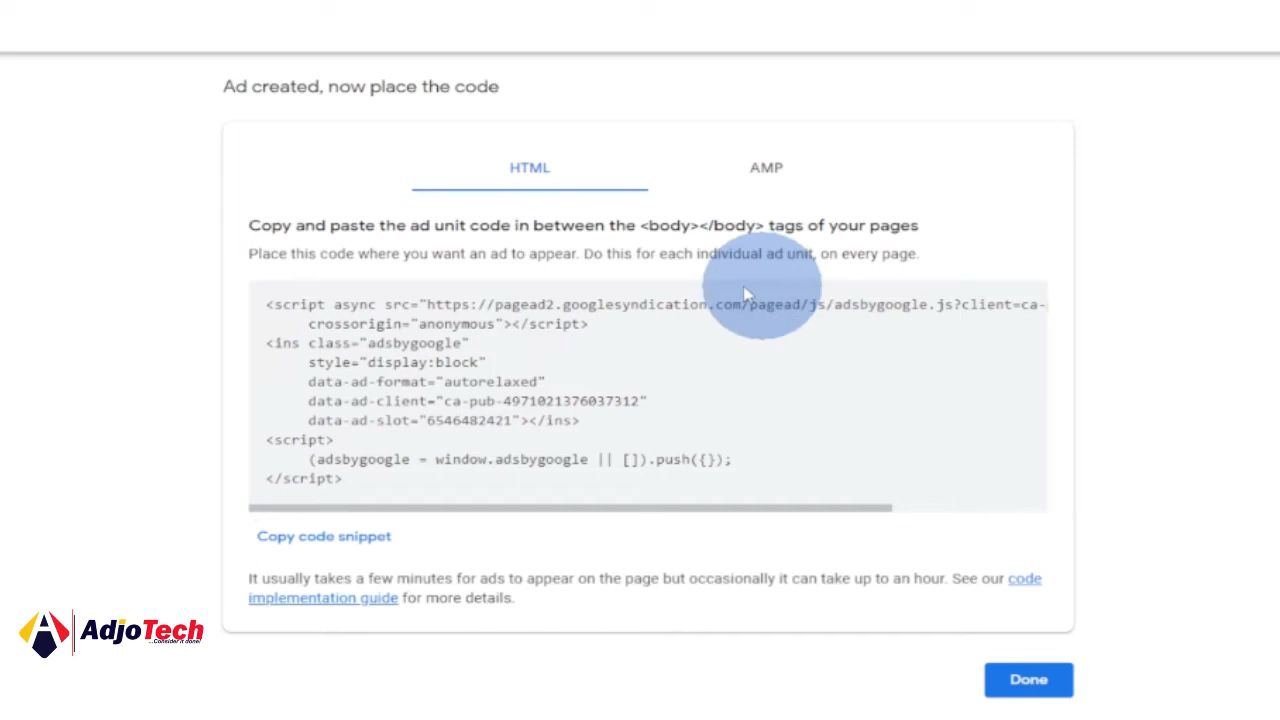 Ad created, now place the code
HTML
AMP
Copy and paste the ad unit code in between the <body></body> tags of your pages
Place this code where you want an ad to appear. Do this for each individual ad unit, on every page.
<script async src="https://pagead2.googlesyndication.com/pagead/js/adsbygoogle.js?client=ca-
crossorigin="anonymous"></script>
<ins class="adsbygoogle"
style="display:block"
data-ad-format="autorelaxed"
data-ad-client="ca-pub-4971021376037312"
data-ad-slot="6546482421"></ins>
<script>
(adsbygoogle = window.adsbygoogle || []).push({});
</script>
Copy code snippet
It usually takes a few minutes for ads to appear on the page but occasionally it can take up to an hour. See our code
implementation guide for more details.
AdjoTech
...Consider it done!
Done